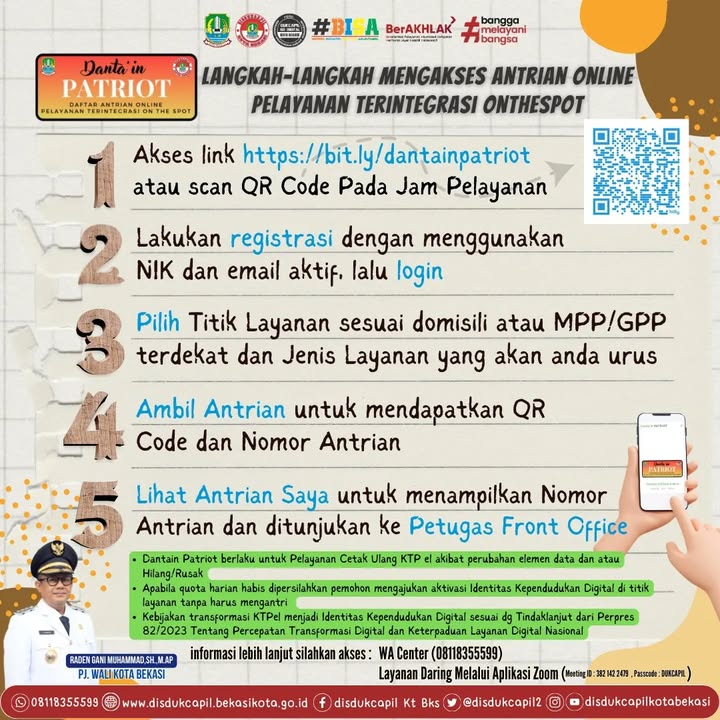 #BISA
BerAKHLAK
bangga
melayani
bangsa
Danta'in
PATRIOT
DAFTAR ANTRIAN ONLINE
PELAYANAN TERINTEGRASI ON THE SPOT
LANGKAH-LANGKAH MENGAKSES ANTRIAN ONLINE
PELAYANAN TERINTEGRASI ONTHESPOT
1
Akses link https://bit.ly/dantainpatriot
atau scan QR Code Pada Jam Pelayanan
2
Lakukan registrasi dengan menggunakan
NIK dan email aktif, lalu login
3
Pilih Titik Layanan sesuai domisili atau MPP/GPP
terdekat dan Jenis Layanan yang akan anda urus
4
Ambil Antrian untuk mendapatkan QR
Code dan Nomor Antrian
5
Lihat Antrian Saya untuk menampilkan Nomor
Antrian dan ditunjukan ke Petugas Front Office
Danta'in
PATRIOT
• Dantain Patriot berlaku untuk Pelayanan Cetak Ulang KTP el akibat perubahan elemen data dan atau
Hilang/Rusak
• Apabila quota harian habis dipersilahkan pemohon mengajukan aktivasi Identitas Kependudukan Digital di titik
layanan tanpa harus mengantri
• Kebijakan transformasi KTPel menjadi Identitas Kependudukan Digital sesuai dg Tindaklanjut dari Perpres
82/2023 Tentang Percepatan Transformasi Digital dan Keterpaduan Layanan Digital Nasional
RADEN GANI MUHAMMAD.,SH.,M.AP
PJ. WALI KOTA BEKASI
informasi lebih lanjut silahkan akses : WA Center (08118355599)
Layanan Daring Melalui Aplikasi Zoom (Meeting ID : 382 142 2479 , Passcode : DUKCAPIL )
08118355599 www.disdukcapil.bekasikota.go.id disdukcapil Kt Bks @disdukcapil2 disdukcapilkotabekasi